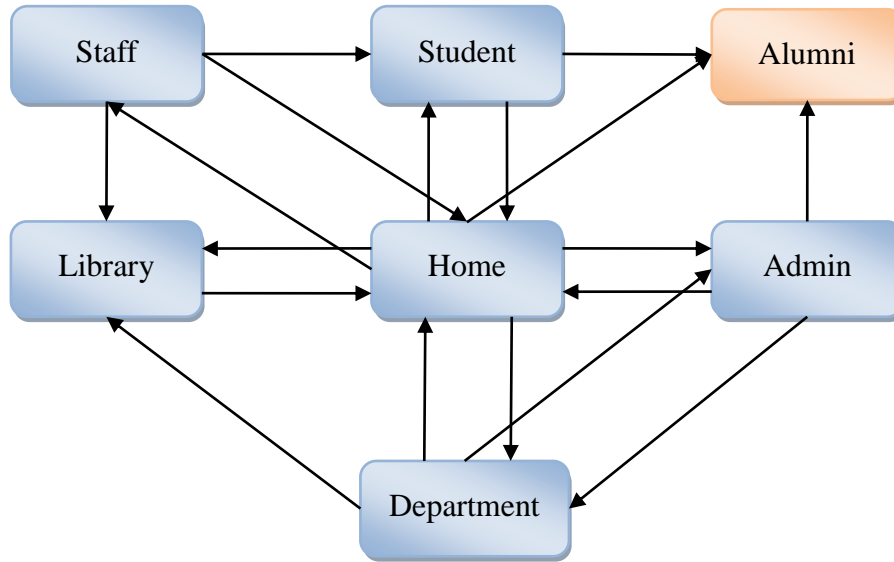 Staff
Student
Alumni
Library
Home
Admin
Department